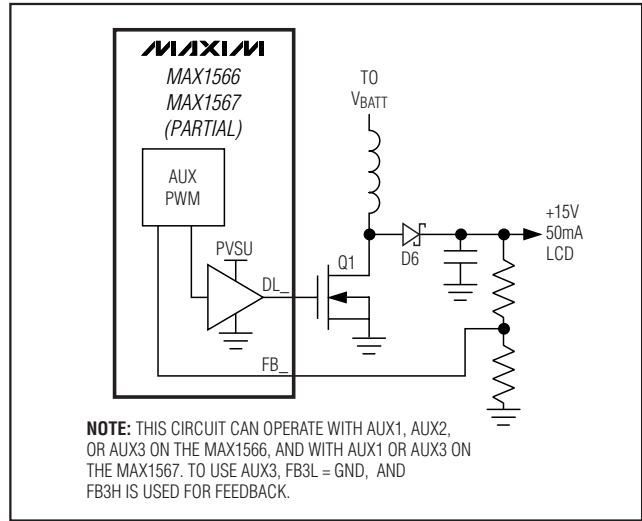 MAXIM
MAX1566
MAX1567
(PARTIAL)
AUX
PWM
PVSU
DL_
FB_
TO
VBATT
Q1
D6
+15V
50mA
LCD
NOTE: THIS CIRCUIT CAN OPERATE WITH AUX1, AUX2,
OR AUX3 ON THE MAX1566, AND WITH AUX1 OR AUX3 ON
THE MAX1567. TO USE AUX3, FB3L = GND, AND
FB3H IS USED FOR FEEDBACK.